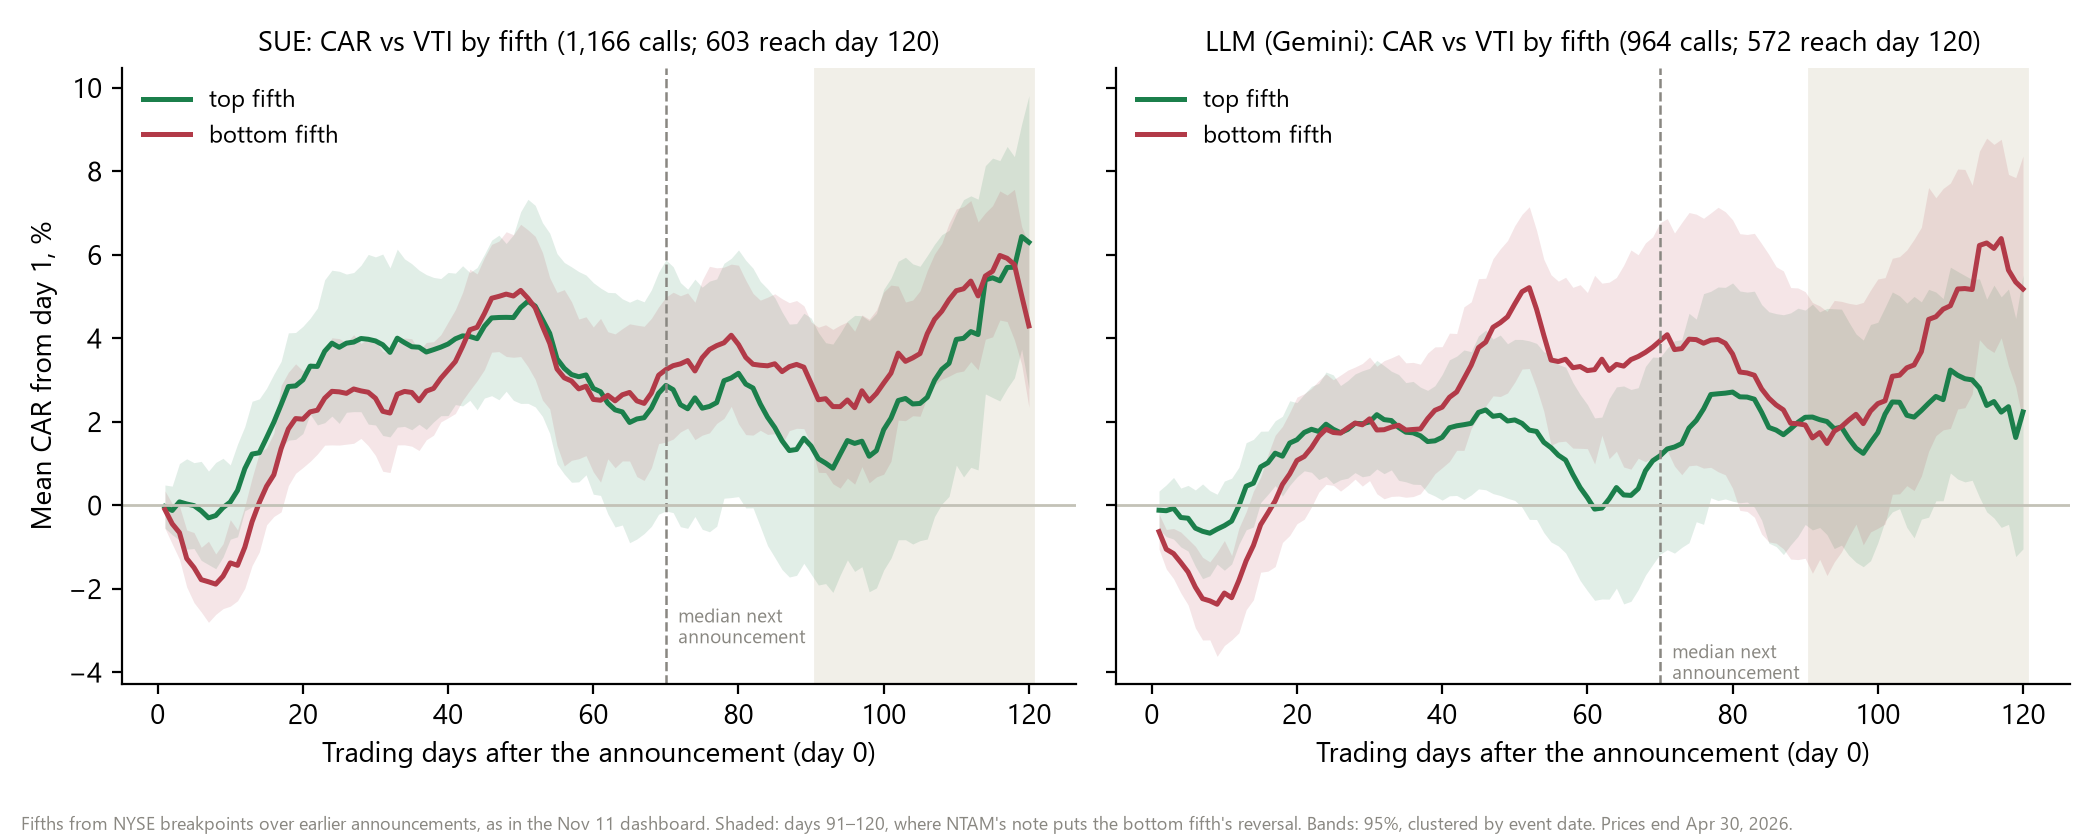 SUE: CAR vs VTI by fifth (1,166 calls; 603 reach day 120)
top fifth
bottom fifth
Mean CAR from day 1, %
10
8
6
4
2
0
−2
−4
median next
announcement
0 20 40 60 80 100 120
Trading days after the announcement (day 0)
LLM (Gemini): CAR vs VTI by fifth (964 calls; 572 reach day 120)
top fifth
bottom fifth
median next
announcement
0 20 40 60 80 100 120
Trading days after the announcement (day 0)
Fifths from NYSE breakpoints over earlier announcements, as in the Nov 11 dashboard. Shaded: days 91–120, where NTAM's note puts the bottom fifth's reversal. Bands: 95%, clustered by event date. Prices end Apr 30, 2026.